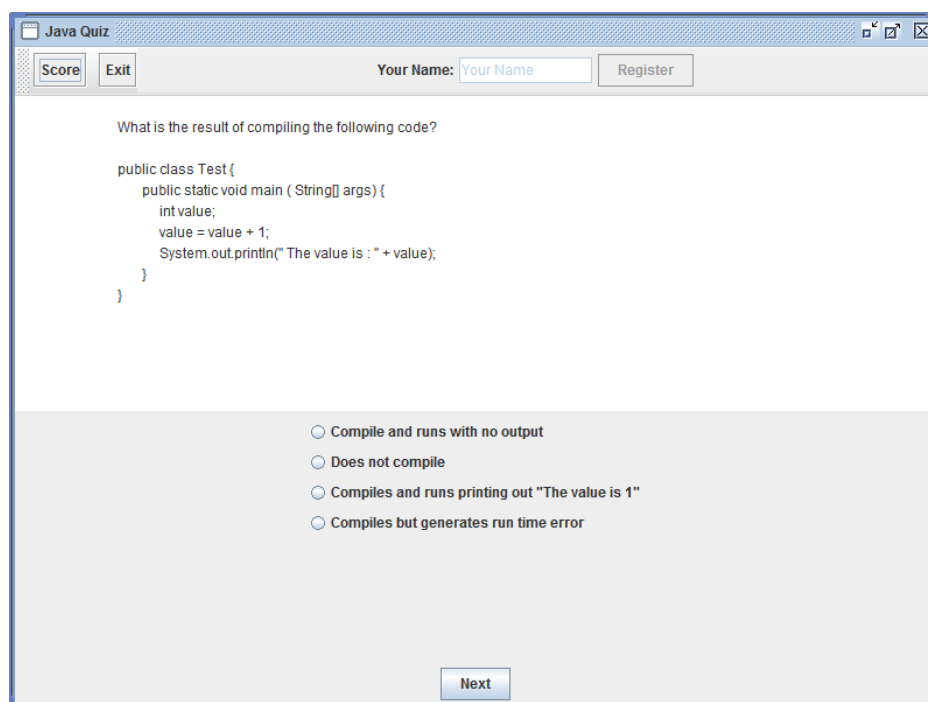 Java Quiz
Score Exit Your Name: Your Name Register
What is the result of compiling the following code?
public class Test {
public static void main ( String[] args) {
int value;
value = value + 1;
System.out.println(" The value is : " + value);
}
}
Compile and runs with no output
Does not compile
Compiles and runs printing out "The value is 1"
Compiles but generates run time error
Next